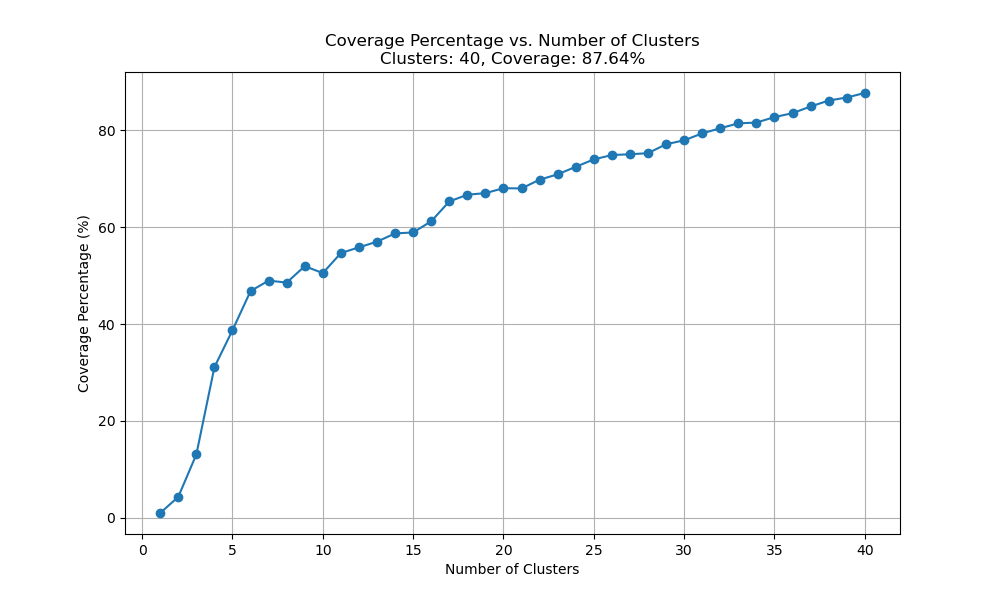 Coverage Percentage vs. Number of Clusters
Clusters: 40, Coverage: 87.64%
Coverage Percentage (%)
80
60
40
20
0
0 5 10 15 20 25 30 35 40
Number of Clusters